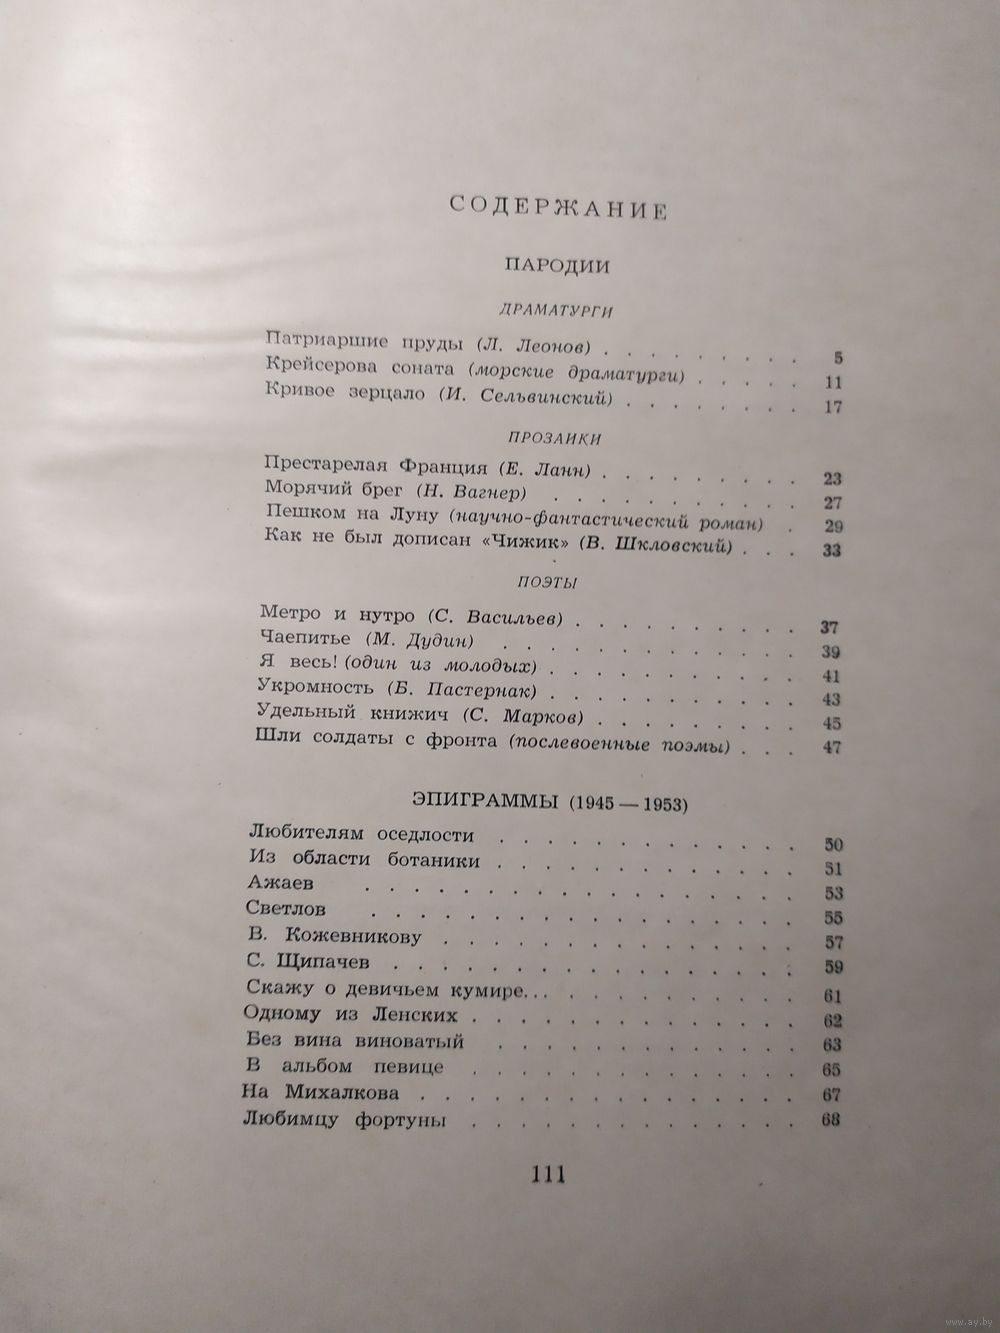 СОДЕРЖАНИЕ
ПАРОДИИ
ДРАМАТУРГИ
Патриаршие пруды (Л. Леонов) . . . . . . . . 5
Крейсерова соната (морские драматурги) . . . . . 11
Кривое зерцало (И. Сельвинский) . . . . . . . 17
ПРОЗАИКИ
Престарелая Франция (Е. Ланн) . . . . . . . . 23
Морячий брег (Н. Вагнер) . . . . . . . . . . 27
Пешком на Луну (научно-фантастический роман) . 29
Как не был дописан «Чижик» (В. Шкловский) . . . 33
ПОЭТЫ
Метро и нутро (С. Васильев) . . . . . . . . . 37
Чаепитье (М. Дудин) . . . . . . . . . . . . 39
Я весь! (один из молодых) . . . . . . . . . . 41
Укромность (Б. Пастернак) . . . . . . . . . . 43
Удельный книжич (С. Марков) . . . . . . . . . 45
Шли солдаты с фронта (послевоенные поэмы) . . . 47
ЭПИГРАММЫ (1945 — 1953)
Любителям оседлости . . . . . . . . . . . . . 50
Из области ботаники . . . . . . . . . . . . . 51
Ажаев . . . . . . . . . . . . . . . . . . 53
Светлов . . . . . . . . . . . . . . . . . . 55
В. Кожевникову . . . . . . . . . . . . . . . 57
С. Щипачев . . . . . . . . . . . . . . . . . 59
Скажу о девичьем кумире... . . . . . . . . . . . 61
Одному из Ленских . . . . . . . . . . . . . . 62
Без вина виноватый . . . . . . . . . . . . . 63
В альбом певице . . . . . . . . . . . . . . 65
На Михалкова . . . . . . . . . . . . . . . . 67
Любимцу фортуны . . . . . . . . . . . . . . 68
111
www.ay.by